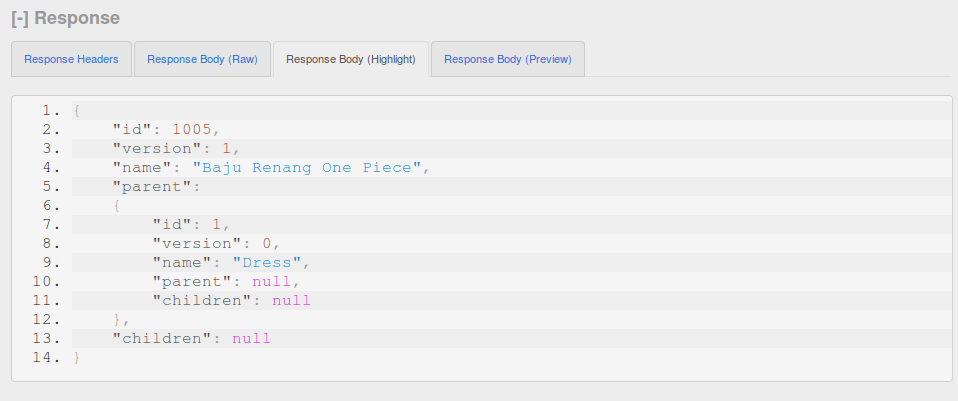 [-] Response
Response Headers Response Body (Raw) Response Body (Highlight) Response Body (Preview)
1. {
2.     "id": 1005,
3.     "version": 1,
4.     "name": "Baju Renang One Piece",
5.     "parent":
6.     {
7.         "id": 1,
8.         "version": 0,
9.         "name": "Dress",
10.         "parent": null,
11.         "children": null
12.     },
13.     "children": null
14. }